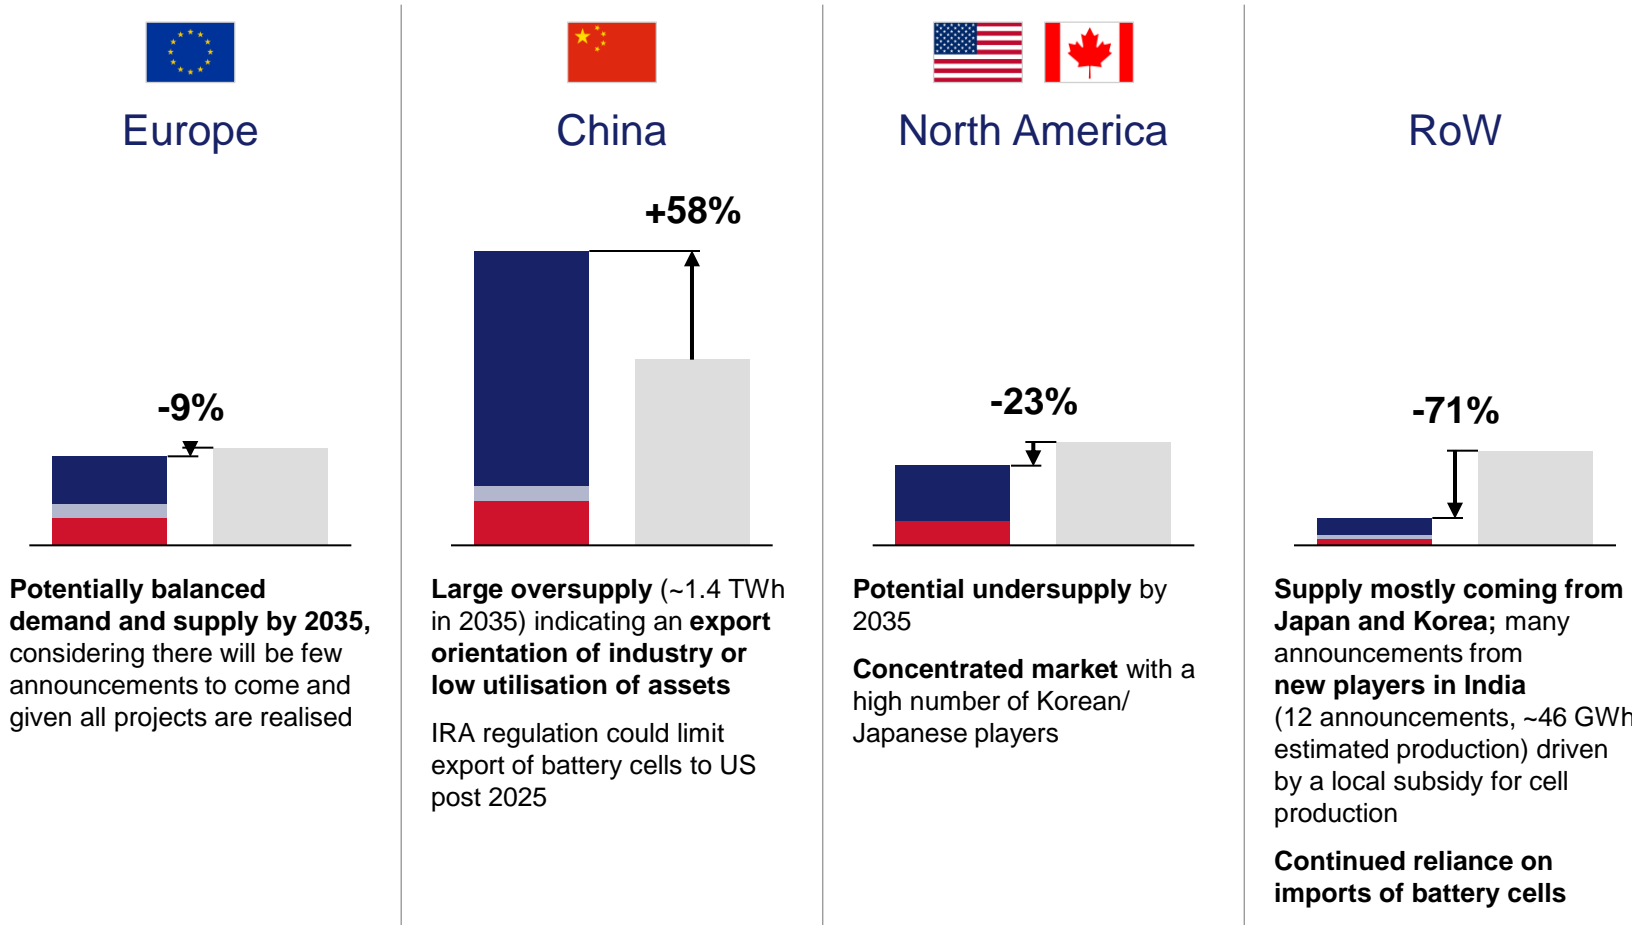 Europe
-9%
Potentially balanced
demand and supply by 2035,
considering there will be few
announcements to come and
given all projects are realised
China
+58%
Large oversupply (~1.4 TWh
in 2035) indicating an export
orientation of industry or
low utilisation of assets
IRA regulation could limit
export of battery cells to US
post 2025
North America
-23%
Potential undersupply by
2035
Concentrated market with a
high number of Korean/
Japanese players
RoW
-71%
Supply mostly coming from
Japan and Korea; many
announcements from
new players in India
(12 announcements, ~46 GWh
estimated production) driven
by a local subsidy for cell
production
Continued reliance on
imports of battery cells